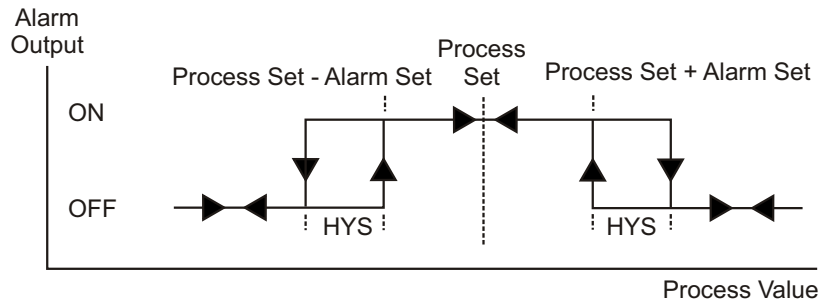 Alarm
Output
Process
Set
Process Set - Alarm Set
Process Set + Alarm Set
ON
OFF
HYS
HYS
Process Value